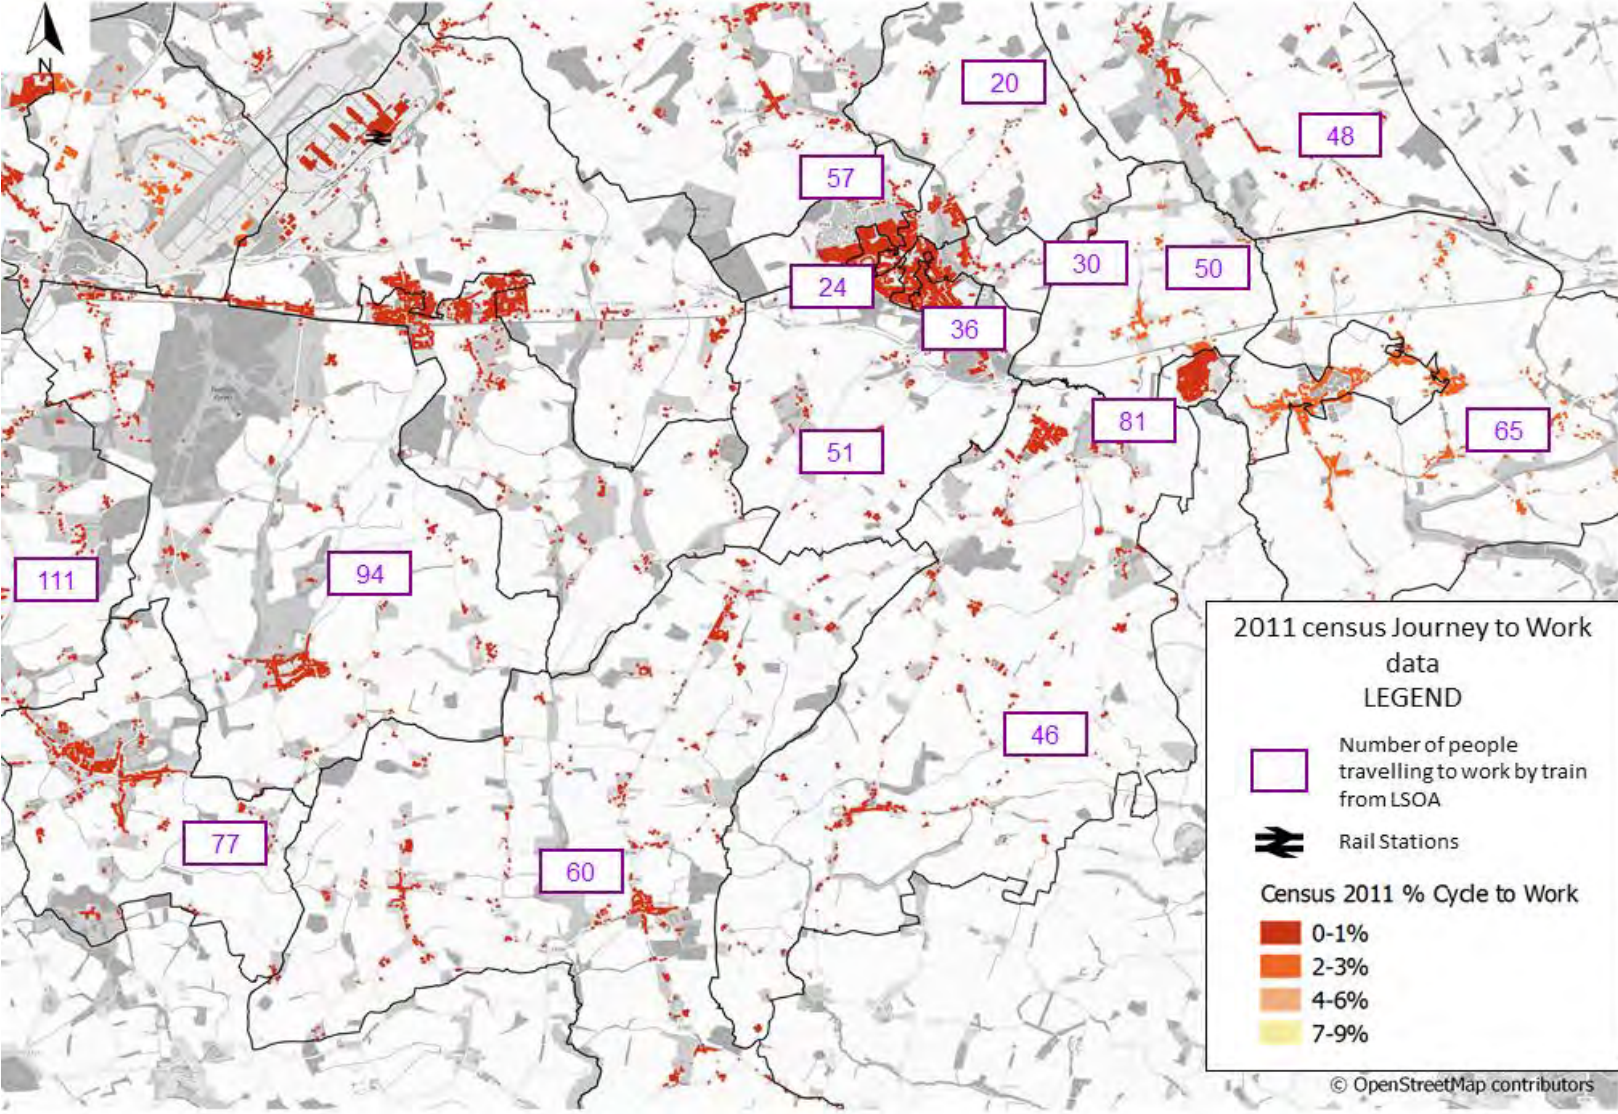 N
20
48
57
30
50
24
36
81
65
51
111
94
46
77
60
2011 census Journey to Work
data
LEGEND
Number of people
travelling to work by train
from LSOA
Rail Stations
Census 2011 % Cycle to Work
0-1%
2-3%
4-6%
7-9%
© OpenStreetMap contributors